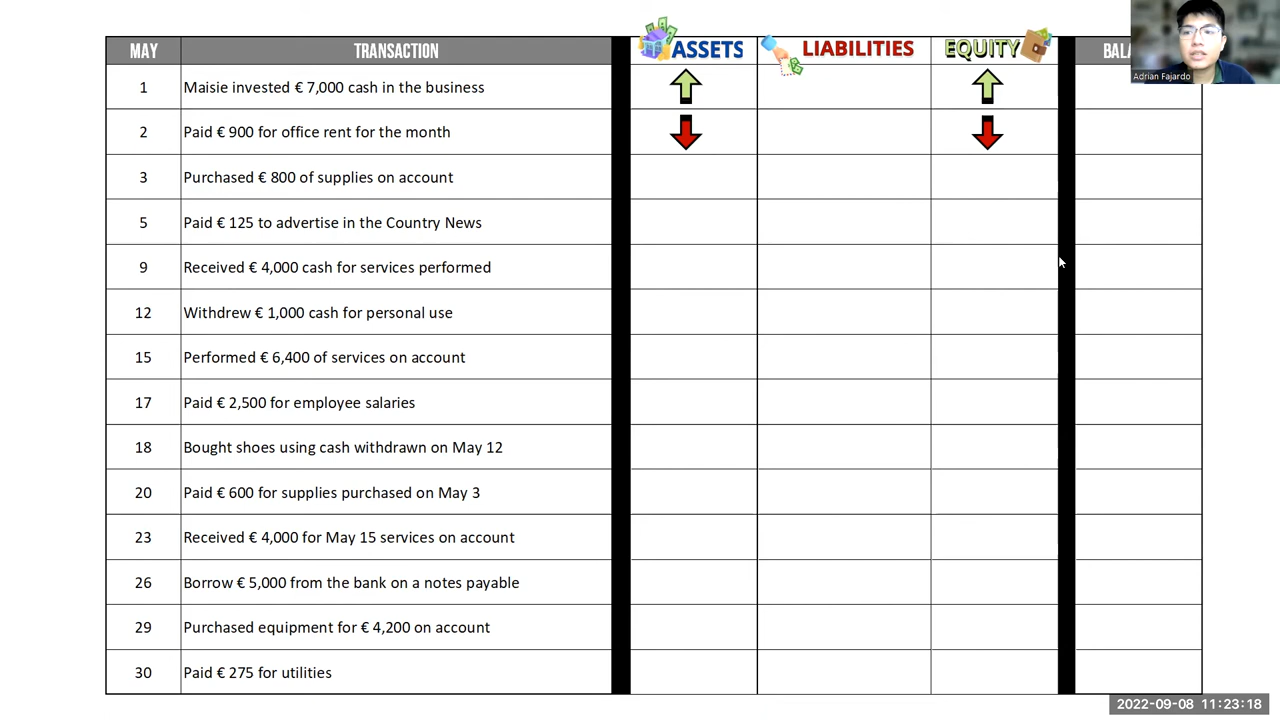 MAY TRANSACTION ASSETS LIABILITIES EQUITY
Adrian Fajardo
1 Maisie invested € 7,000 cash in the business
2 Paid € 900 for office rent for the month
3 Purchased € 800 of supplies on account
5 Paid € 125 to advertise in the Country News
9 Received € 4,000 cash for services performed
12 Withdrew € 1,000 cash for personal use
15 Performed € 6,400 of services on account
17 Paid € 2,500 for employee salaries
18 Bought shoes using cash withdrawn on May 12
20 Paid € 600 for supplies purchased on May 3
23 Received € 4,000 for May 15 services on account
26 Borrow € 5,000 from the bank on a notes payable
29 Purchased equipment for € 4,200 on account
30 Paid € 275 for utilities
2022-09-08 11:23:18